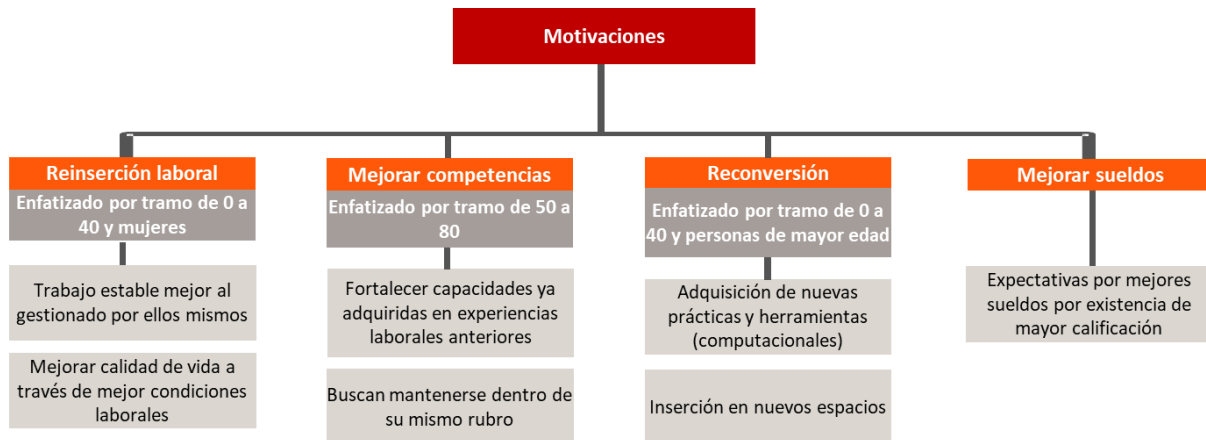 Motivaciones
Reinserción laboral
Enfatizado por tramo de 0 a
40 y mujeres
Trabajo estable mejor al
gestionado por ellos mismos
Mejorar calidad de vida a
través de mejor condiciones
laborales
Mejorar competencias
Enfatizado por tramo de 50 a
80
Fortalecer capacidades ya
adquiridas en experiencias
laborales anteriores
Buscan mantenerse dentro de
su mismo rubro
Reconversión
Enfatizado por tramo de 0 a
40 y personas de mayor edad
Adquisición de nuevas
prácticas y herramientas
(computacionales)
Inserción en nuevos espacios
Mejorar sueldos
Expectativas por mejores
sueldos por existencia de
mayor calificación